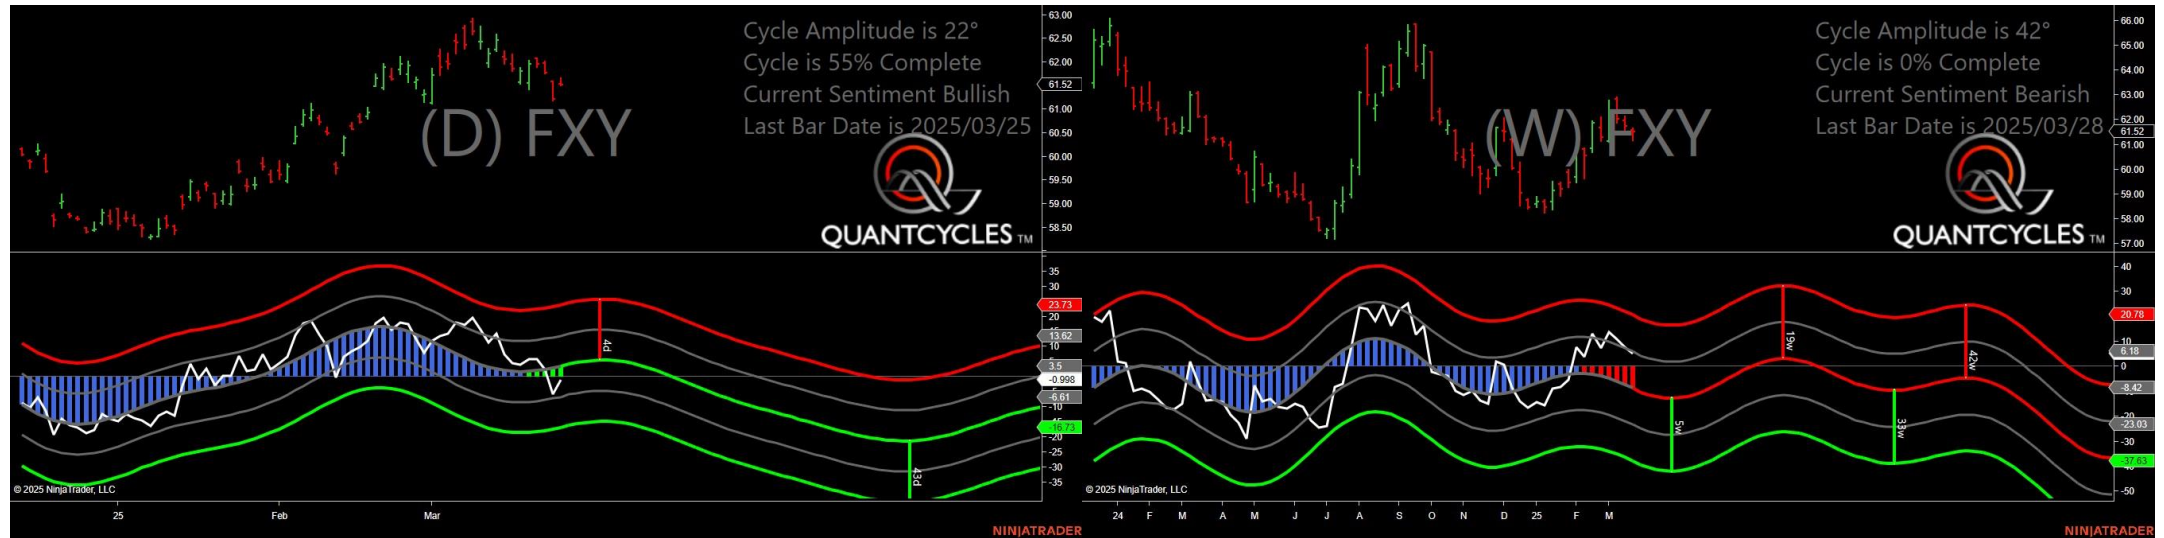 Cycle Amplitude is 22°
Cycle is 55% Complete
Current Sentiment Bullish
Last Bar Date is 2025/03/25
(D) FXY
QUANTCYCLES TM
63.00
62.50
62.00
61.52
61.00
60.50
60.00
59.50
59.00
58.50
35
30
23.73
20
13.62
10
3.5
-0.998
-6.61
-10
-16.73
-20
-25
-30
-35
4d
43d
© 2025 NinjaTrader, LLC
25
Feb
Mar
NINJATRADER
Cycle Amplitude is 42°
Cycle is 0% Complete
Current Sentiment Bearish
Last Bar Date is 2025/03/28
(W) FXY
QUANTCYCLES TM
66.00
65.00
64.00
63.00
62.00
61.52
61.00
60.00
59.00
58.00
57.00
40
30
20.78
10
6.18
0
-8.42
-20
-23.03
-30
-37.63
-50
19w
42w
5w
33w
© 2025 NinjaTrader, LLC
24 F M A M J J A S O N D 25 F M
NINJATRADER